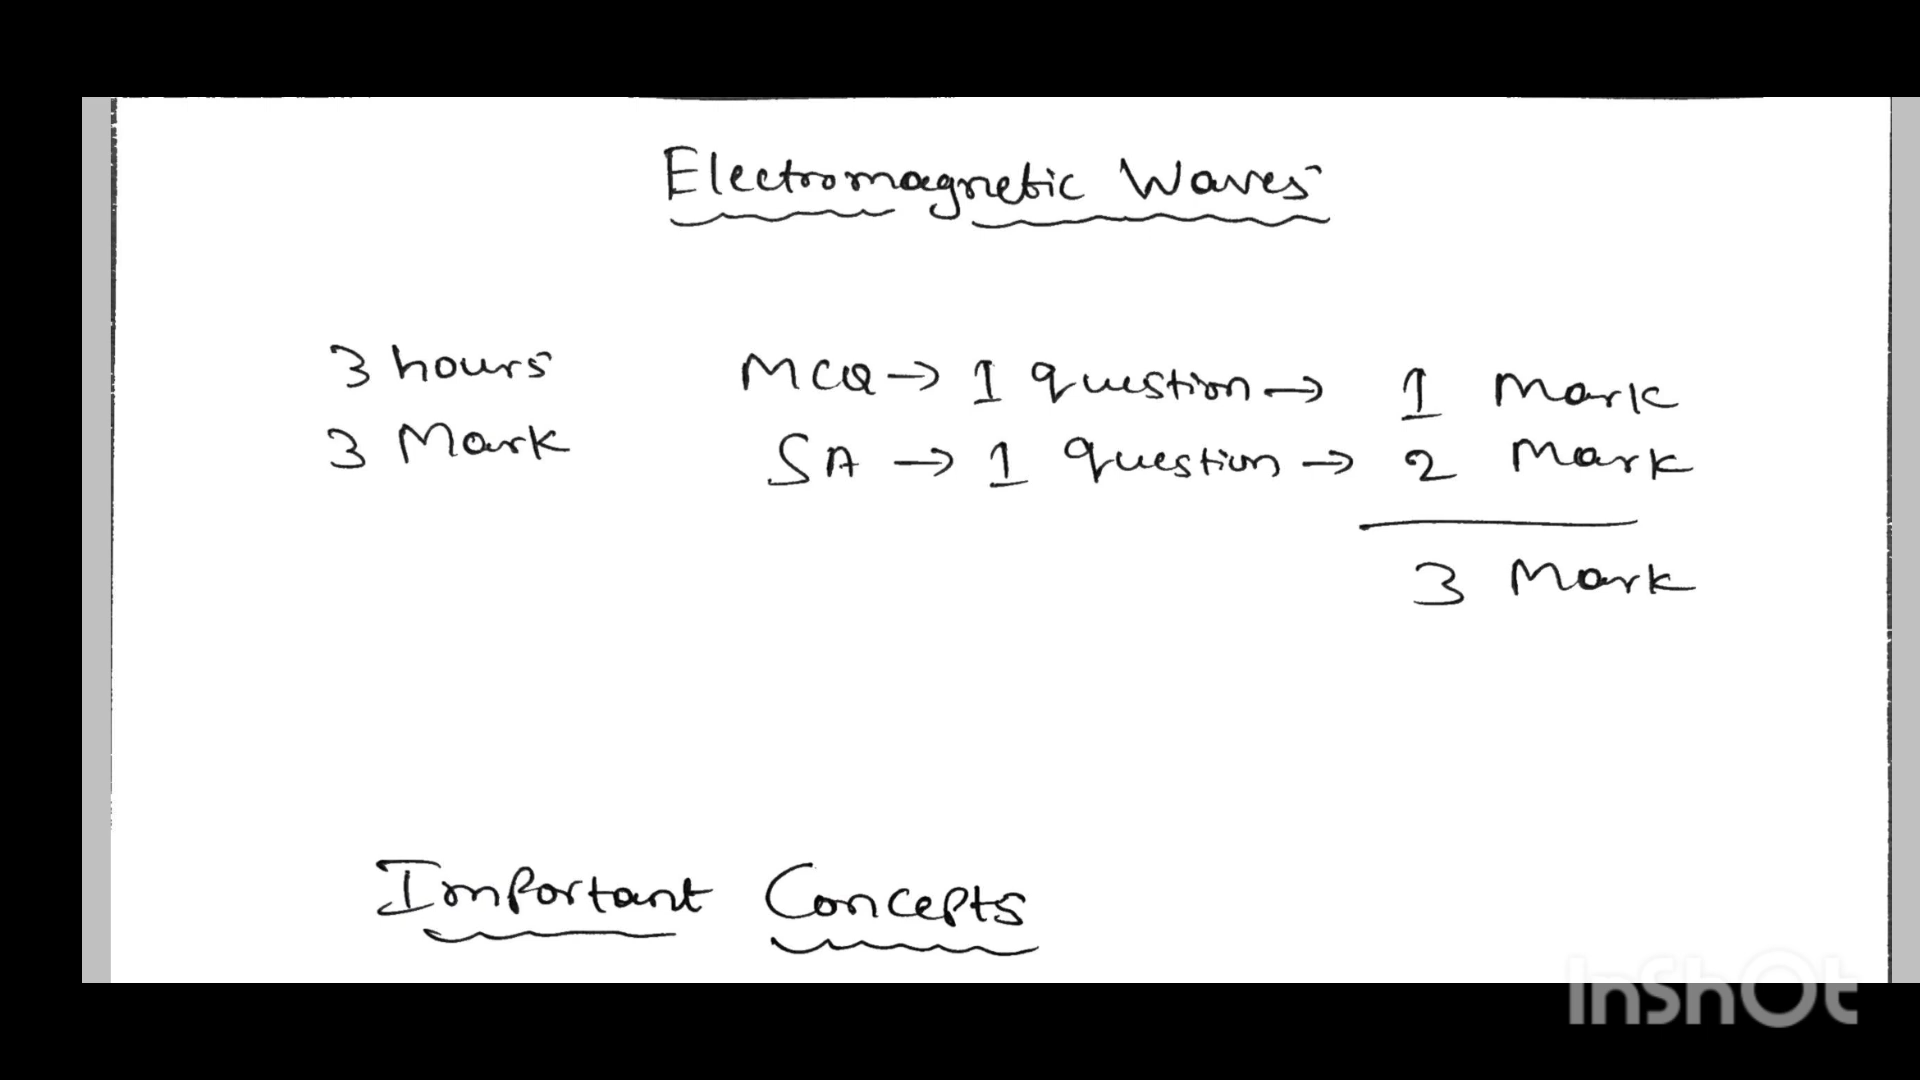 Electromagnetic Waves
3 hours
3 Mark
MCQ → 1 question → 1 Mark
SA → 1 question → 2 Mark
3 Mark
Important Concepts
InShOt